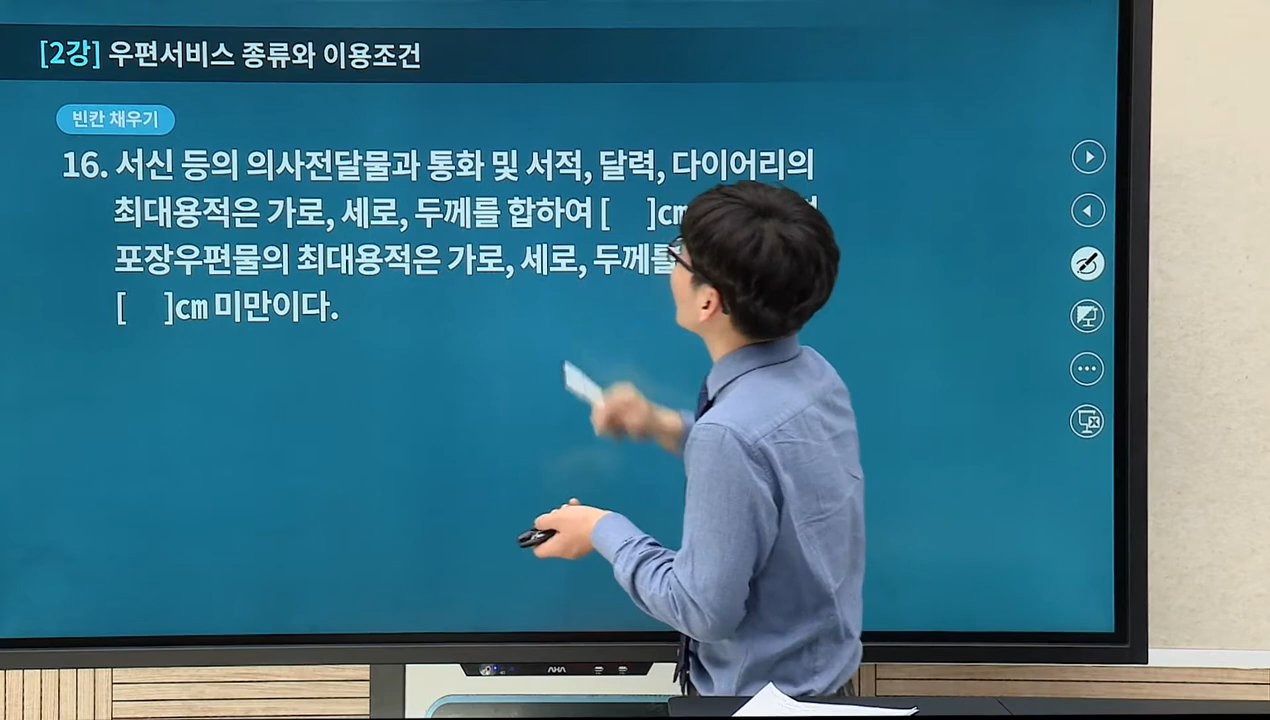 [2강] 우편서비스 종류와 이용조건
빈칸 채우기
16. 서신 등의 의사전달물과 통화 및 서적, 달력, 다이어리의
최대용적은 가로, 세로, 두께를 합하여 [ ]cm
포장우편물의 최대용적은 가로, 세로, 두께를
[ ]cm 미만이다.
AHA